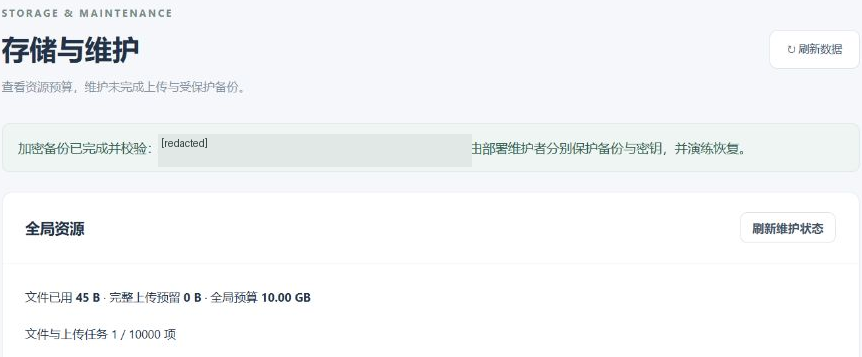 STORAGE & MAINTENANCE
存储与维护
↻ 刷新数据
查看资源预算，维护未完成上传与受保护备份。
加密备份已完成并校验： [redacted] 由部署维护者分别保护备份与密钥，并演练恢复。
全局资源
刷新维护状态
文件已用 45 B · 完整上传预留 0 B · 全局预算 10.00 GB
文件与上传任务 1 / 10000 项